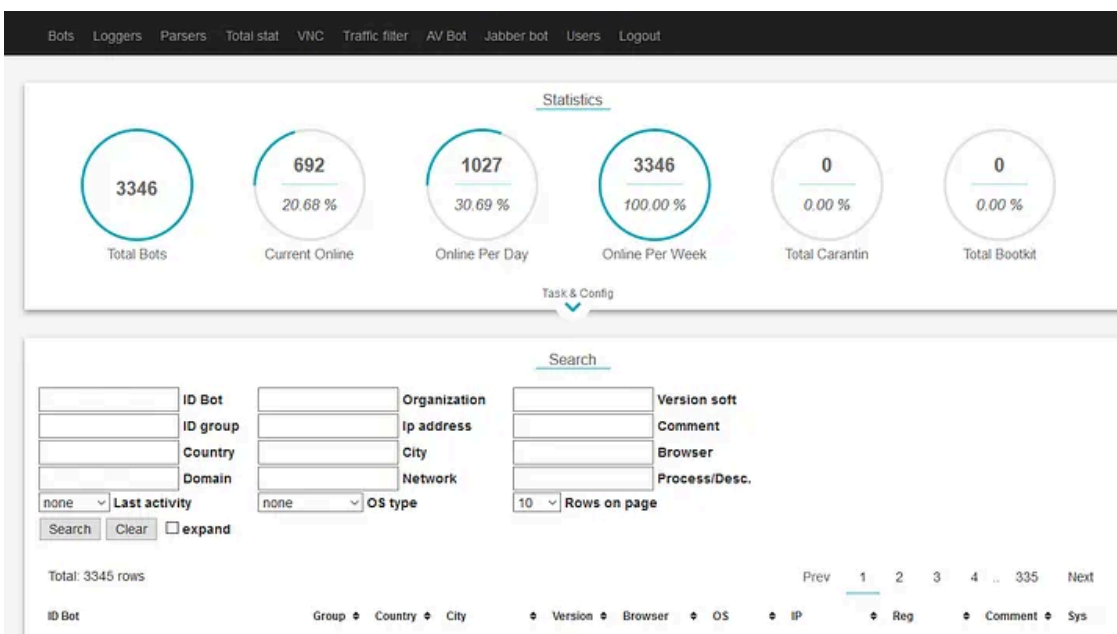 Bots Loggers Parsers Total stat VNC Traffic filter AV Bot Jabber bot Users Logout
Statistics
3346
692
1027
3346
0
0
20.68 %
30.69 %
100.00 %
0.00 %
0.00 %
Total Bots
Current Online
Online Per Day
Online Per Week
Total Carantin
Total Bootkit
Task & Config
Search
ID Bot Organization Version soft
ID group Ip address Comment
Country City Browser
Domain Network Process/Desc.
none Last activity none OS type 10 Rows on page
Search Clear expand
Total: 3345 rows
Prev 1 2 3 4 .. 335 Next
ID Bot Group Country City Version Browser OS IP Reg Comment Sys